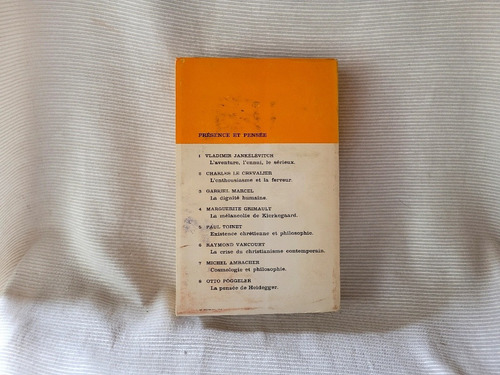 PRÉSENCE ET PENSÉE
1 VLADIMIR JANKÉLÉVITCH
L'aventure, l'ennui, le sérieux.
2 CHARLES LE CHEVALIER
L'enthousiasme et la ferveur.
3 GABRIEL MARCEL
La dignité humaine.
4 MARGUERITE GRIMAULT
La mélancolie de Kierkegaard.
5 PAUL TOINET
Existence chrétienne et philosophie.
6 RAYMOND VANCOURT
La crise du christianisme contemporain.
7 MICHEL AMBACHER
Cosmologie et philosophie.
8 OTTO PÖGGELER
La pensée de Heidegger.